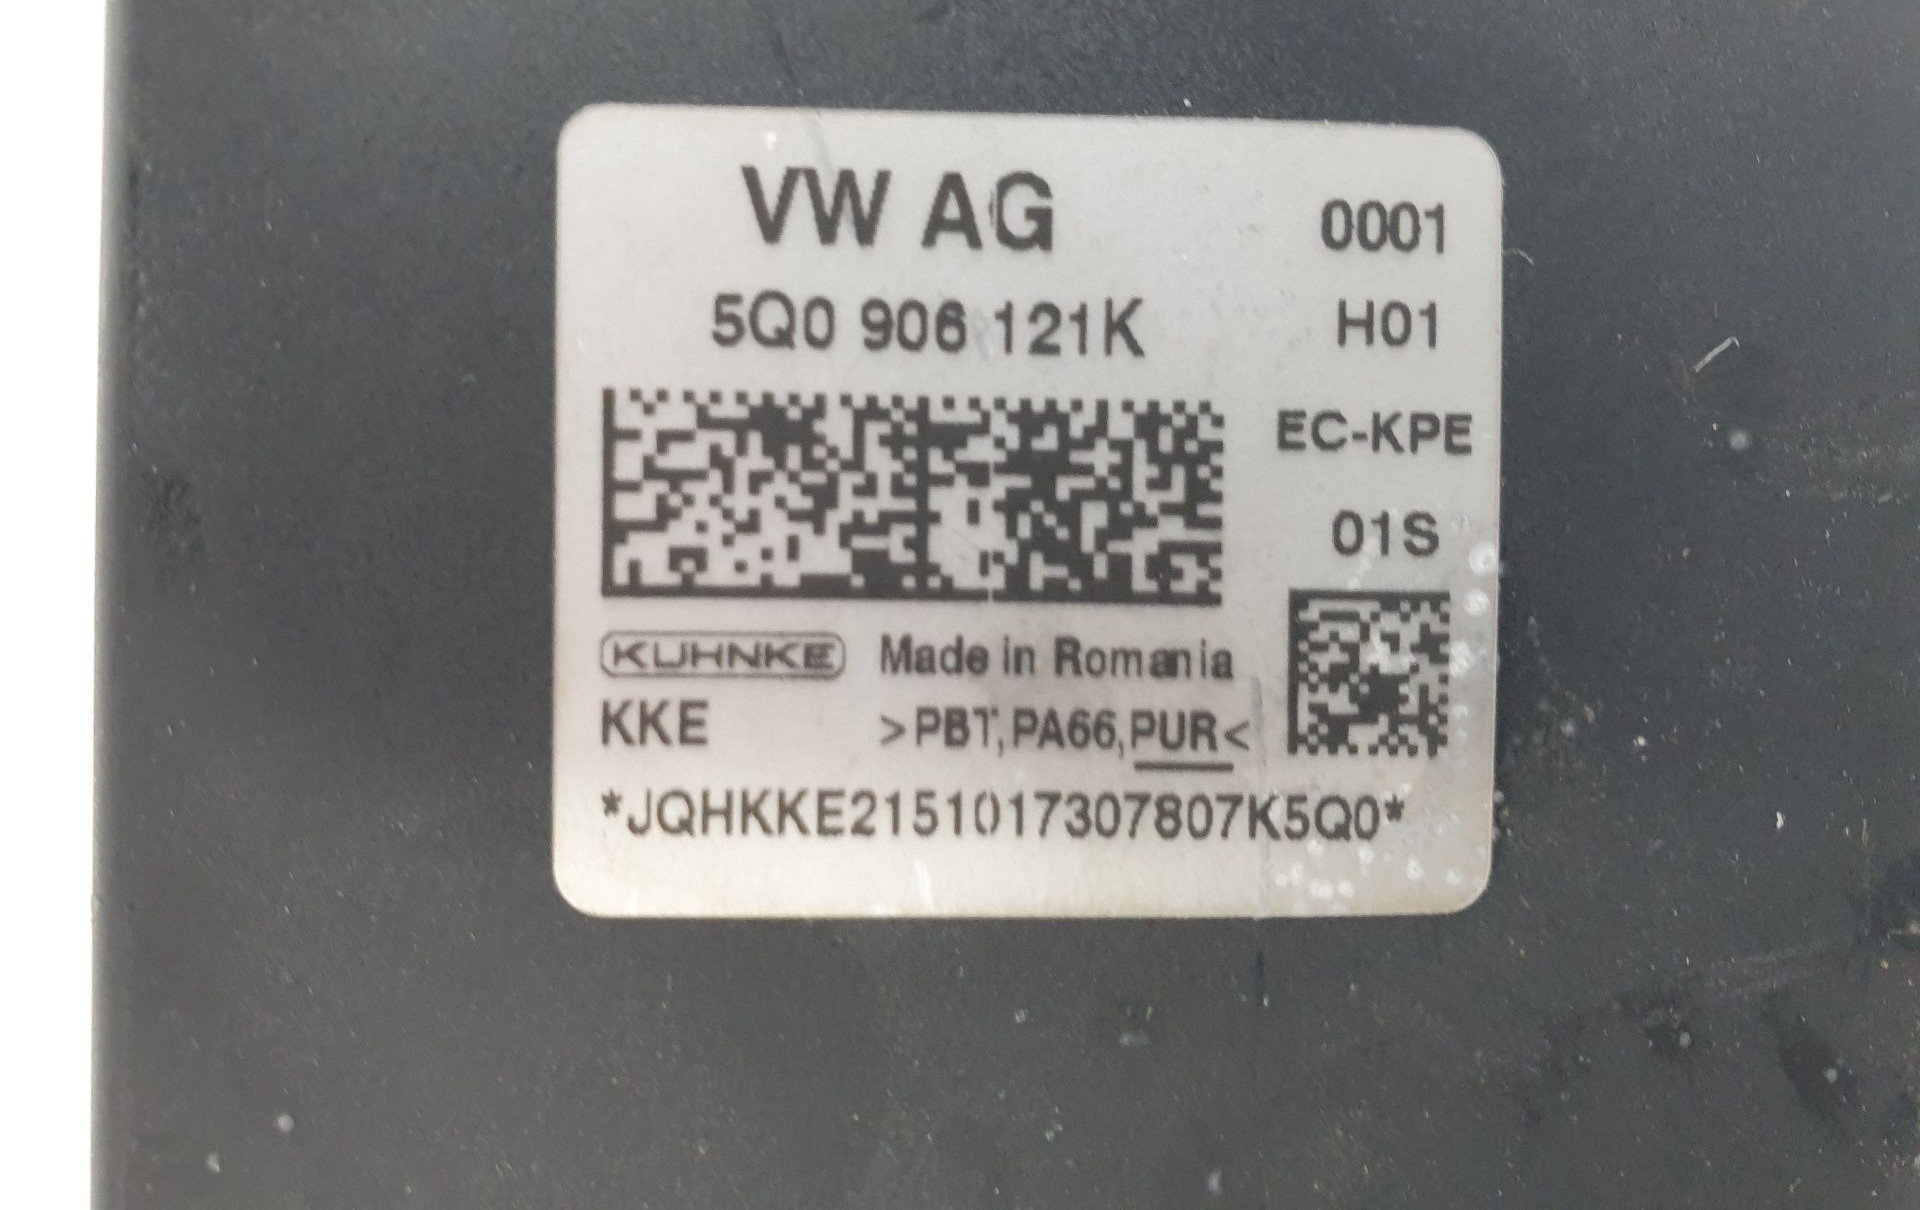 VW AG 0001
5Q0 906 121K H01
EC-KPE
01S
KUHNKE Made in Romania
KKE >PBT,PA66,PUR<
*JQHKKE2151017307807K5Q0*